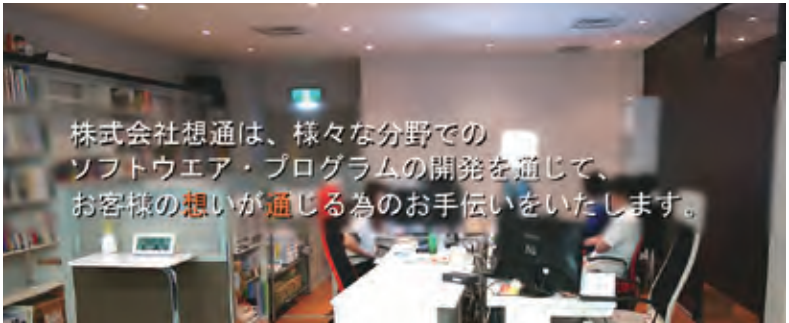 株式会社想通は、様々な分野での
ソフトウエア・プログラムの開発を通じて、
お客様の想いが通じる為のお手伝いをいたします。